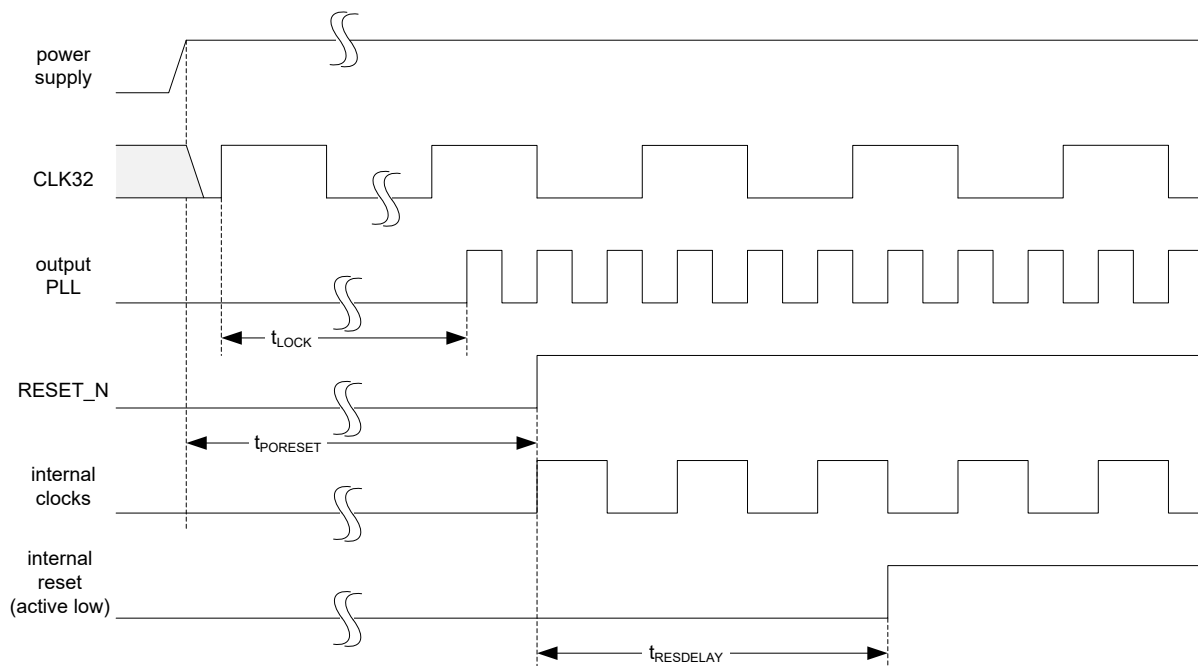 power
supply
CLK32
output
PLL
tLOCK
RESET_N
tPORESET
internal
clocks
internal
reset
(active low)
tRESDELAY